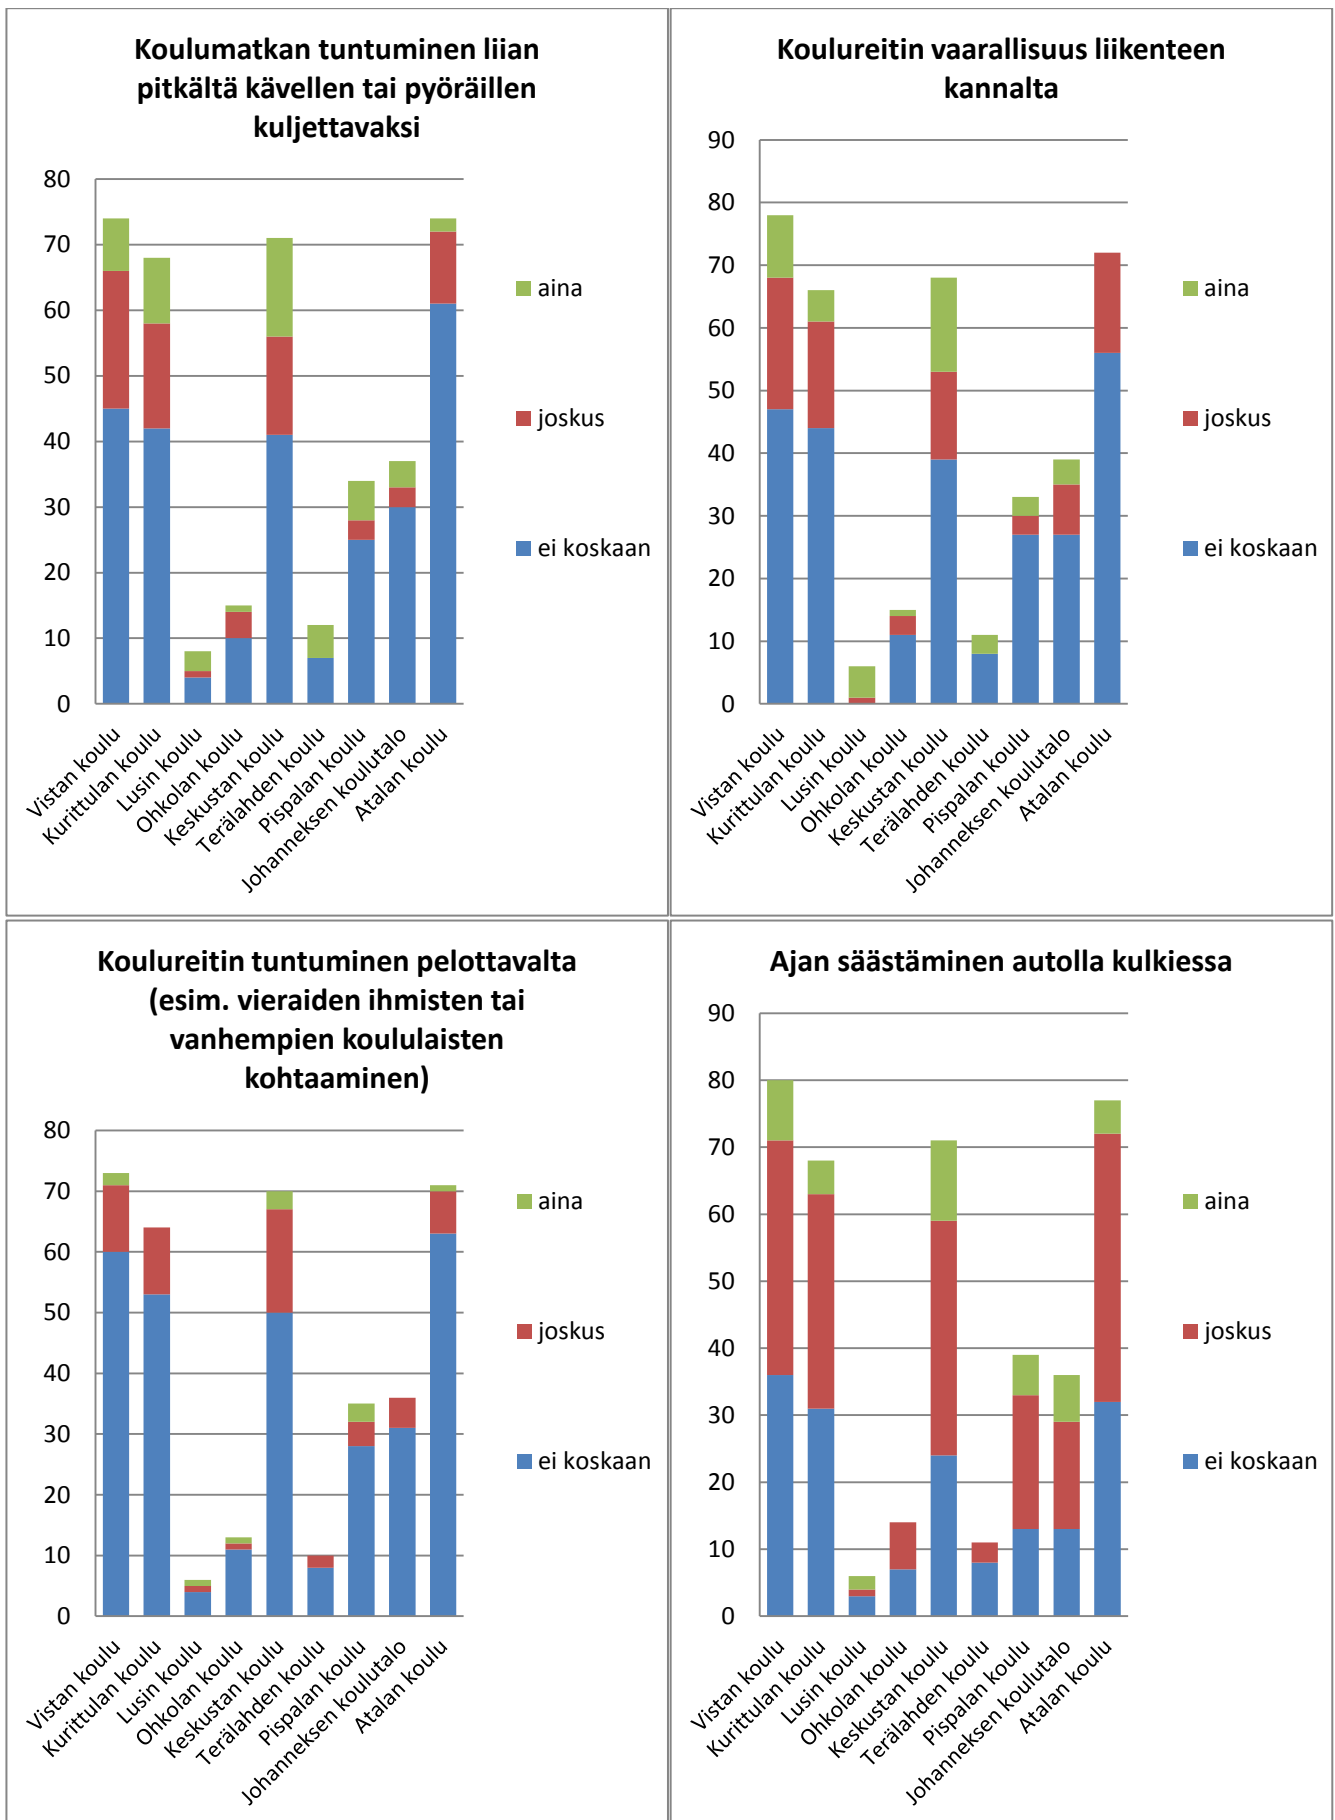 Koulumatkan tuntuminen liian
pitkältä kävellen tai pyöräillen
kuljettavaksi
80
70
60
50
40
30
20
10
0
aina
joskus
ei koskaan
Vistan koulu
Kurittulan koulu
Lusin koulu
Ohkolan koulu
Keskustan koulu
Terälahden koulu
Pispalan koulu
Johanneksen koulutalo
Atalan koulu
Koulureitin vaarallisuus liikenteen
kannalta
90
80
70
60
50
40
30
20
10
0
aina
joskus
ei koskaan
Vistan koulu
Kurittulan koulu
Lusin koulu
Ohkolan koulu
Keskustan koulu
Terälahden koulu
Pispalan koulu
Johanneksen koulutalo
Atalan koulu
Koulureitin tuntuminen pelottavalta
(esim. vieraiden ihmisten tai
vanhempien koululaisten
kohtaaminen)
80
70
60
50
40
30
20
10
0
aina
joskus
ei koskaan
Vistan koulu
Kurittulan koulu
Lusin koulu
Ohkolan koulu
Keskustan koulu
Terälahden koulu
Pispalan koulu
Johanneksen koulutalo
Atalan koulu
Ajan säästäminen autolla kulkiessa
90
80
70
60
50
40
30
20
10
0
aina
joskus
ei koskaan
Vistan koulu
Kurittulan koulu
Lusin koulu
Ohkolan koulu
Keskustan koulu
Terälahden koulu
Pispalan koulu
Johanneksen koulutalo
Atalan koulu